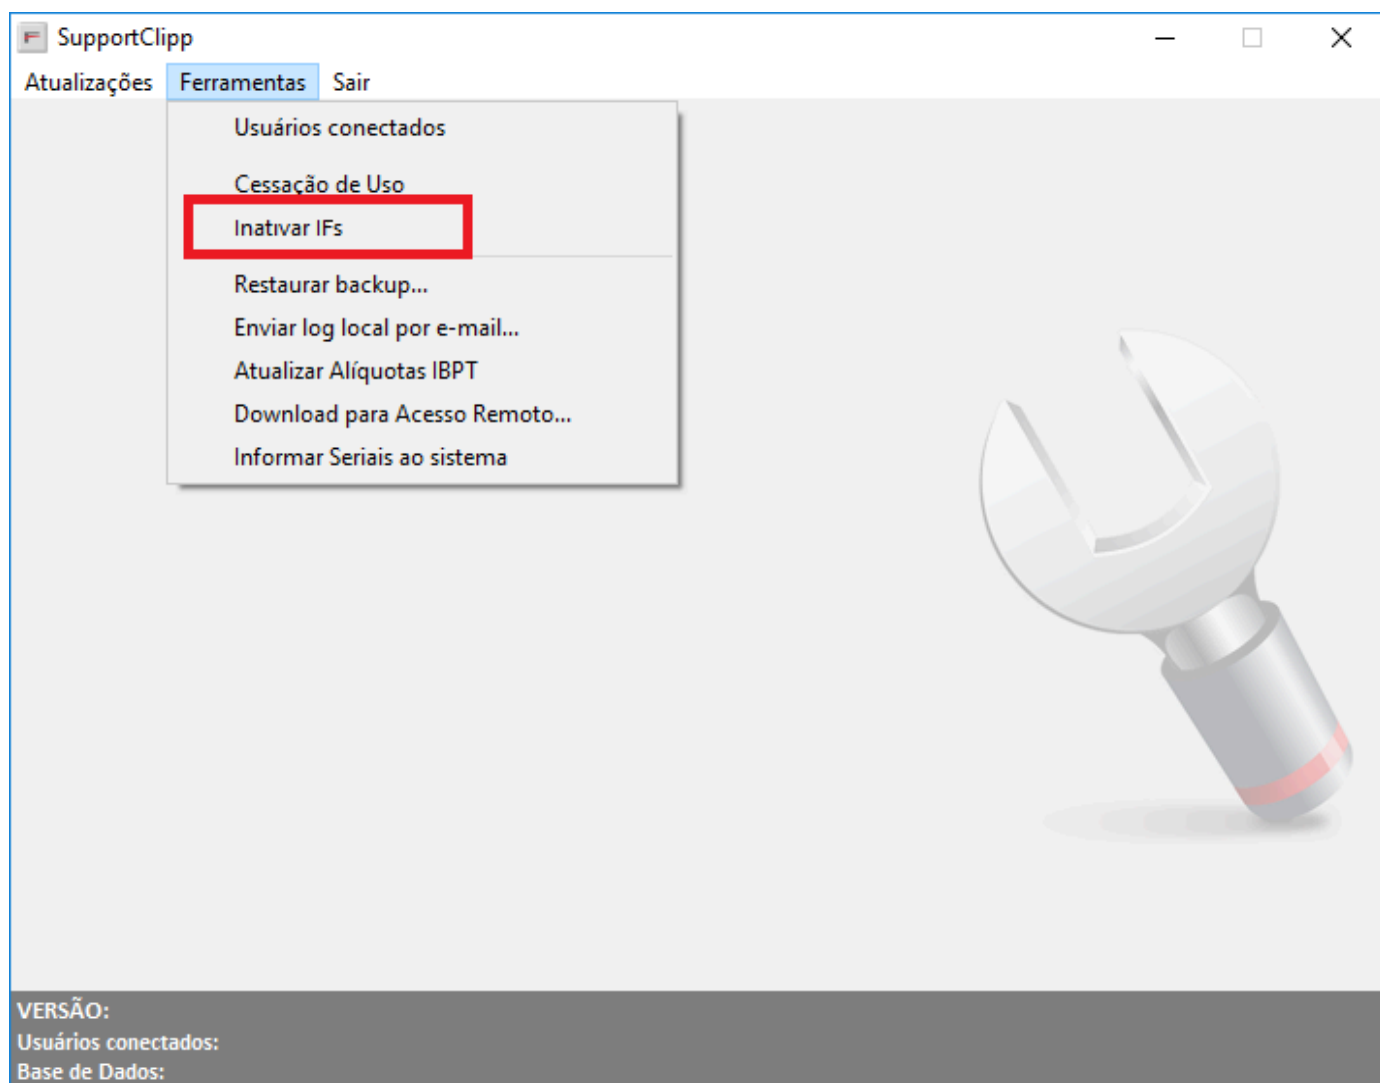 SupportClipp
Atualizações Ferramentas Sair
Usuários conectados
Cessação de Uso
Inativar IFs
Restaurar backup...
Enviar log local por e-mail...
Atualizar Alíquotas IBPT
Download para Acesso Remoto...
Informar Seriais ao sistema
VERSÃO:
Usuários conectados:
Base de Dados: